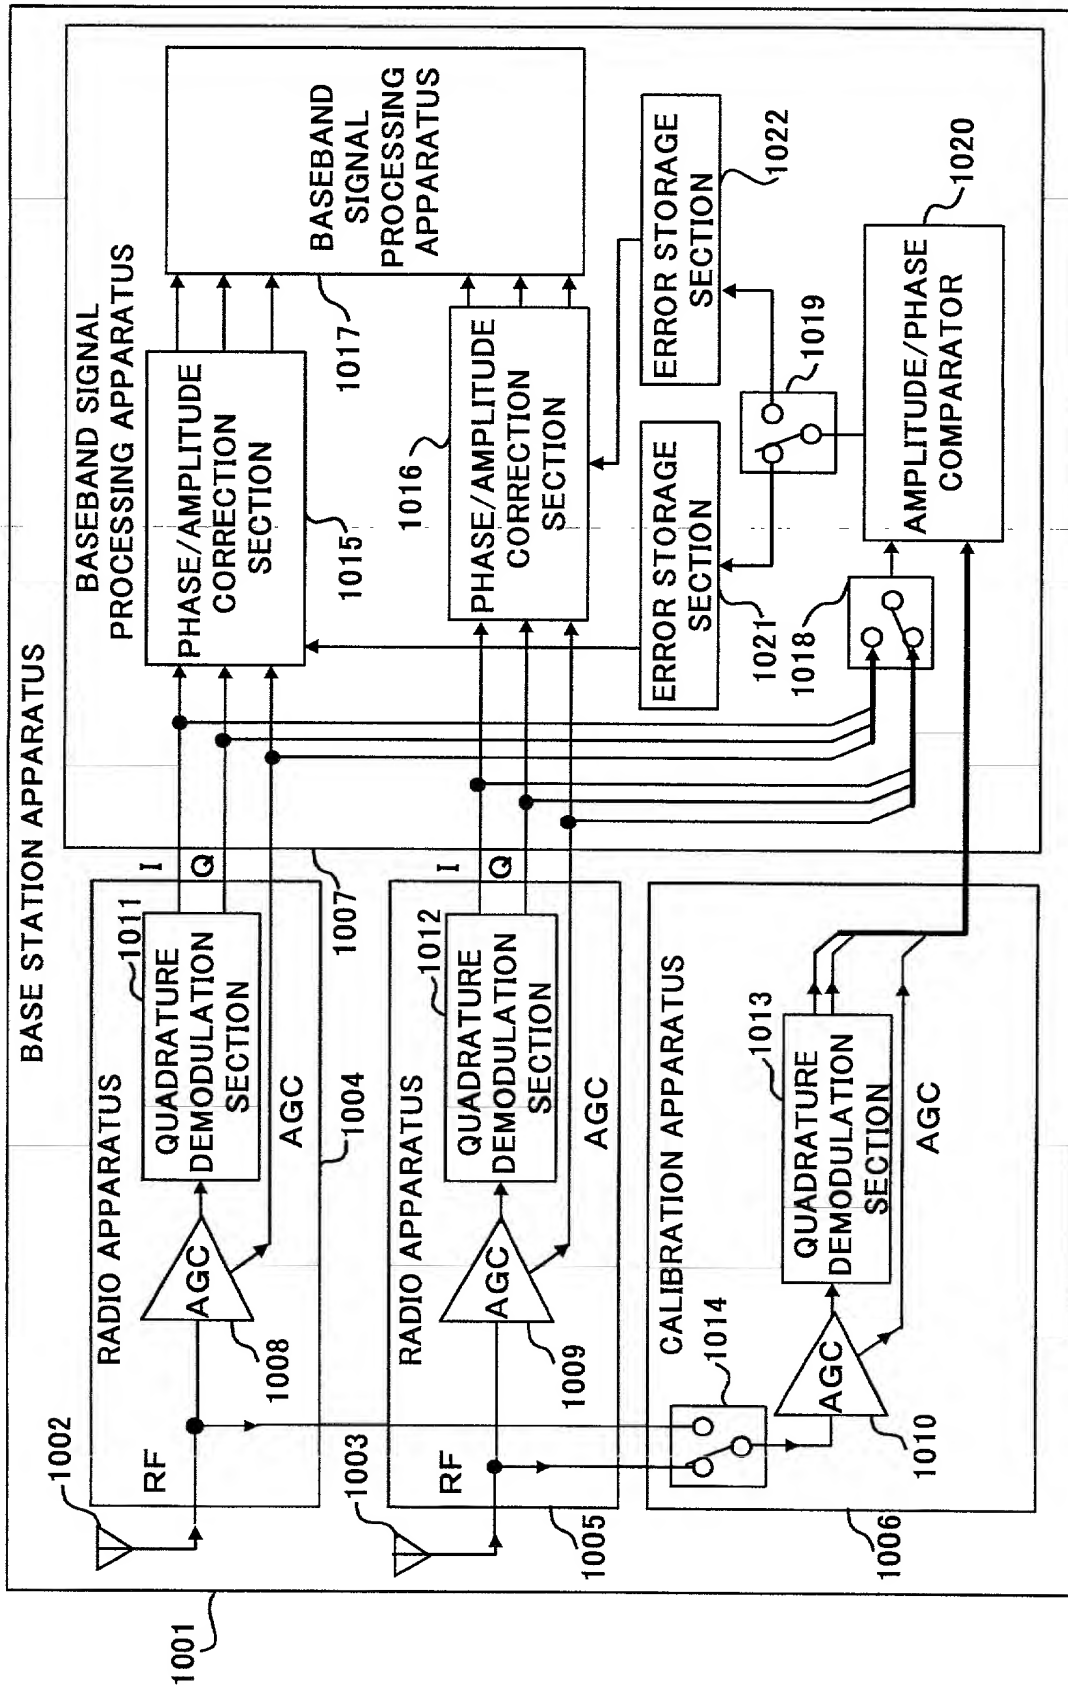 BASE STATION APPARATUS
1001
1002
RF
RADIO APPARATUS
AGC
1008
QUADRATURE
DEMODULATION
SECTION
1011
AGC
1004
I
Q
1003
RF
RADIO APPARATUS
AGC
1009
QUADRATURE
DEMODULATION
SECTION
1012
AGC
1005
I
Q
CALIBRATION APPARATUS
1014
AGC
1010
QUADRATURE
DEMODULATION
SECTION
1013
AGC
1006
BASEBAND SIGNAL
PROCESSING APPARATUS
1007
PHASE/AMPLITUDE
CORRECTION
SECTION
1015
BASEBAND
SIGNAL
PROCESSING
APPARATUS
1017
PHASE/AMPLITUDE
CORRECTION
SECTION
1016
ERROR STORAGE
SECTION
1021
ERROR STORAGE
SECTION
1022
1019
1018
AMPLITUDE/PHASE
COMPARATOR
1020